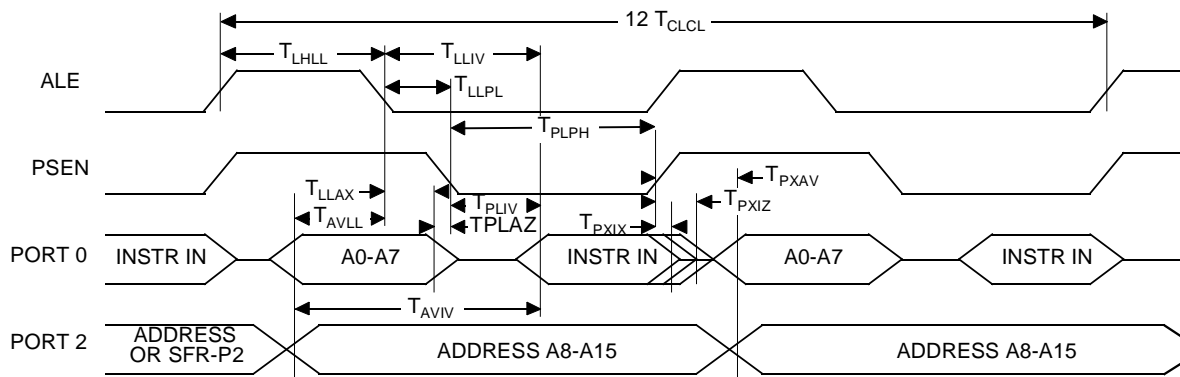 12 TCLCL
TLHLL
TLLIV
ALE
TLLPL
TPLPH
PSEN
TLLAX
TPXAV
TPLIV
TPXIZ
TAVLL
TPLAZ
TPXIX
PORT 0
INSTR IN
A0-A7
INSTR IN
A0-A7
INSTR IN
TAVIV
PORT 2
ADDRESS
OR SFR-P2
ADDRESS A8-A15
ADDRESS A8-A15